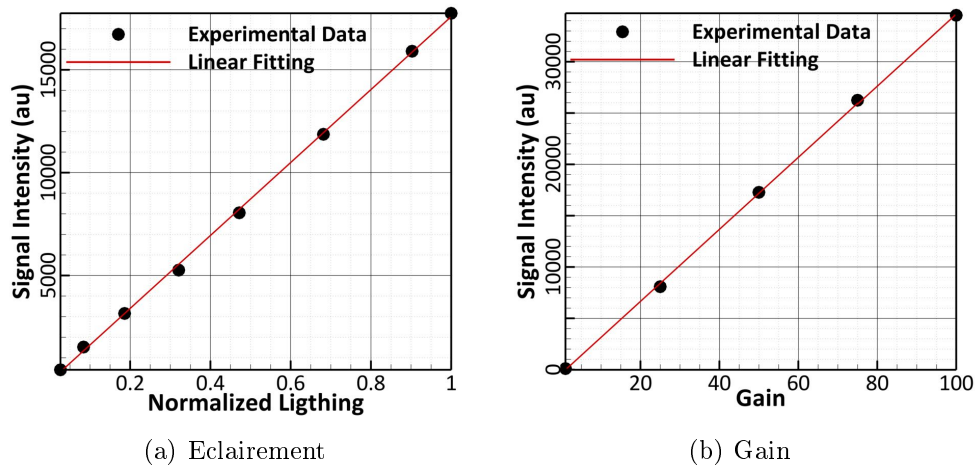 Experimental Data
Linear Fitting
Signal Intensity (au)
15000
10000
5000
0.2 0.4 0.6 0.8 1
Normalized Ligthing
(a) Eclairement
Experimental Data
Linear Fitting
Signal Intensity (au)
30000
20000
10000
0
20 40 60 80 100
Gain
(b) Gain